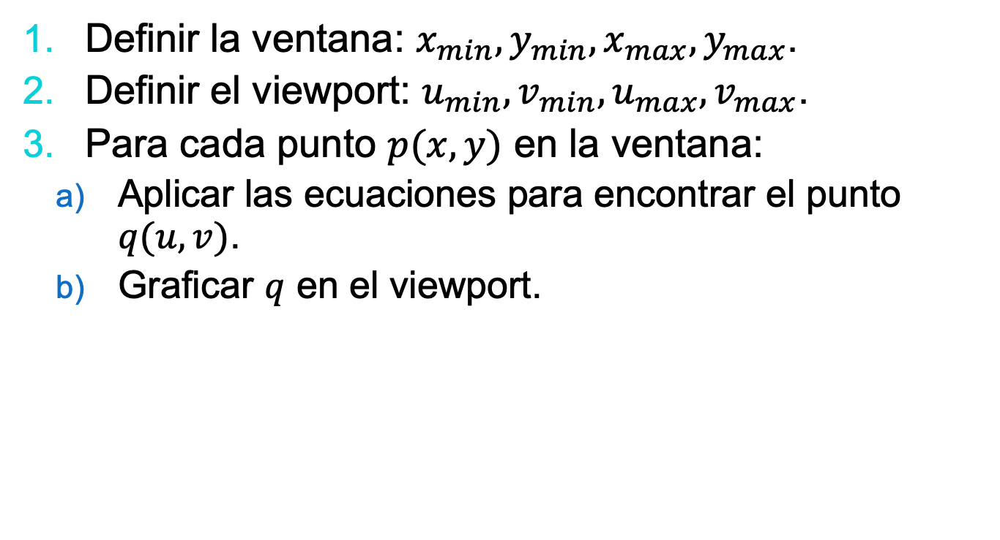 1. Definir la ventana: $x_{min}, y_{min}, x_{max}, y_{max}$.
2. Definir el viewport: $u_{min}, v_{min}, u_{max}, v_{max}$.
3. Para cada punto $p(x, y)$ en la ventana:
a) Aplicar las ecuaciones para encontrar el punto
$q(u, v)$.
b) Graficar $q$ en el viewport.